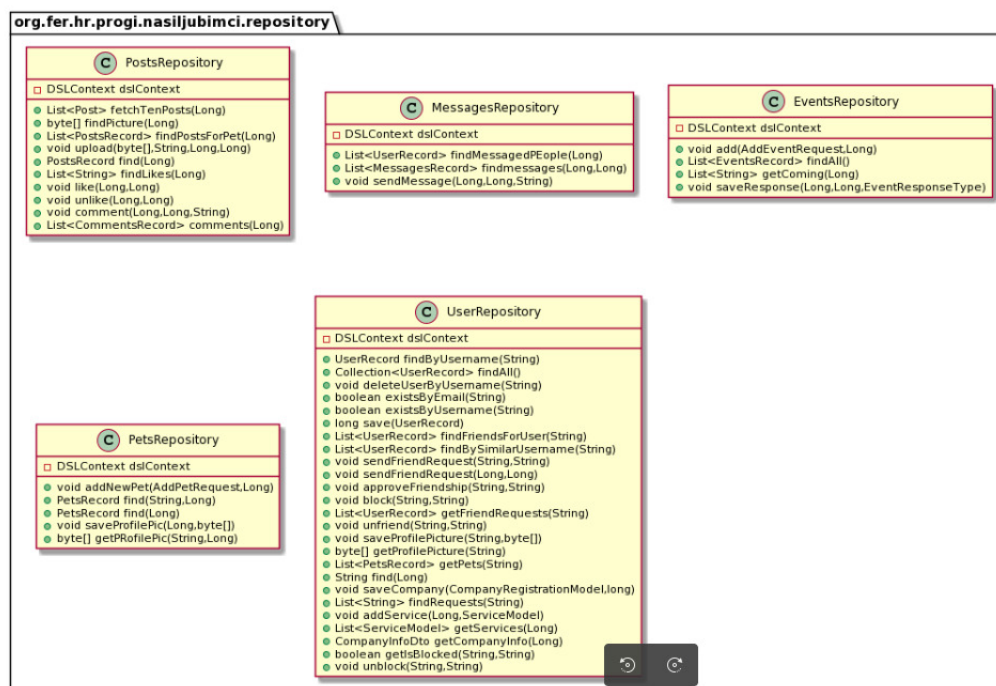 org.fer.hr.progi.nasiljubimci.repository
C PostsRepository
DSLContext dslContext
List<Post> fetchTenPosts(Long)
byte[] findPicture(Long)
List<PostsRecord> findPostsForPet(Long)
void upload(byte[],String,Long,Long)
PostsRecord find(Long)
List<String> findLikes(Long)
void like(Long,Long)
void unlike(Long,Long)
void comment(Long,Long,String)
List<CommentsRecord> comments(Long)
C MessagesRepository
DSLContext dslContext
List<UserRecord> findMessagedPEople(Long)
List<MessagesRecord> findmessages(Long,Long)
void sendMessage(Long,Long,String)
C EventsRepository
DSLContext dslContext
void add(AddEventRequest,Long)
List<EventsRecord> findAll()
List<String> getComing(Long)
void saveResponse(Long,Long,EventResponseType)
C PetsRepository
DSLContext dslContext
void addNewPet(AddPetRequest,Long)
PetsRecord find(String,Long)
PetsRecord find(Long)
void saveProfilePic(Long,byte[])
byte[] getPRofilePic(String,Long)
C UserRepository
DSLContext dslContext
UserRecord findByUsername(String)
Collection<UserRecord> findAll()
void deleteUserByUsername(String)
boolean existsByEmail(String)
boolean existsByUsername(String)
long save(UserRecord)
List<UserRecord> findFriendsForUser(String)
List<UserRecord> findBySimilarUsername(String)
void sendFriendRequest(String,String)
void sendFriendRequest(Long,Long)
void approveFriendship(String,String)
void block(String,String)
List<UserRecord> getFriendRequests(String)
void unfriend(String,String)
void saveProfilePicture(String,byte[])
byte[] getProfilePicture(String)
List<PetsRecord> getPets(String)
String find(Long)
void saveCompany(CompanyRegistrationModel,long)
List<String> findRequests(String)
void addService(Long,ServiceModel)
List<ServiceModel> getServices(Long)
CompanyInfoDto getCompanyInfo(Long)
boolean getIsBlocked(String,String)
void unblock(String,String)